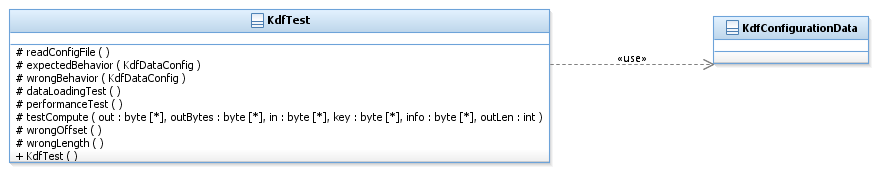 KdfTest
# readConfigFile ( )
# expectedBehavior ( KdfDataConfig )
# wrongBehavior ( KdfDataConfig )
# dataLoadingTest ( )
# performanceTest ( )
# testCompute ( out : byte [*], outBytes : byte [*], in : byte [*], key : byte [*], info : byte [*], outLen : int )
# wrongOffset ( )
# wrongLength ( )
+ KdfTest ( )
«use»
KdfConfigurationData